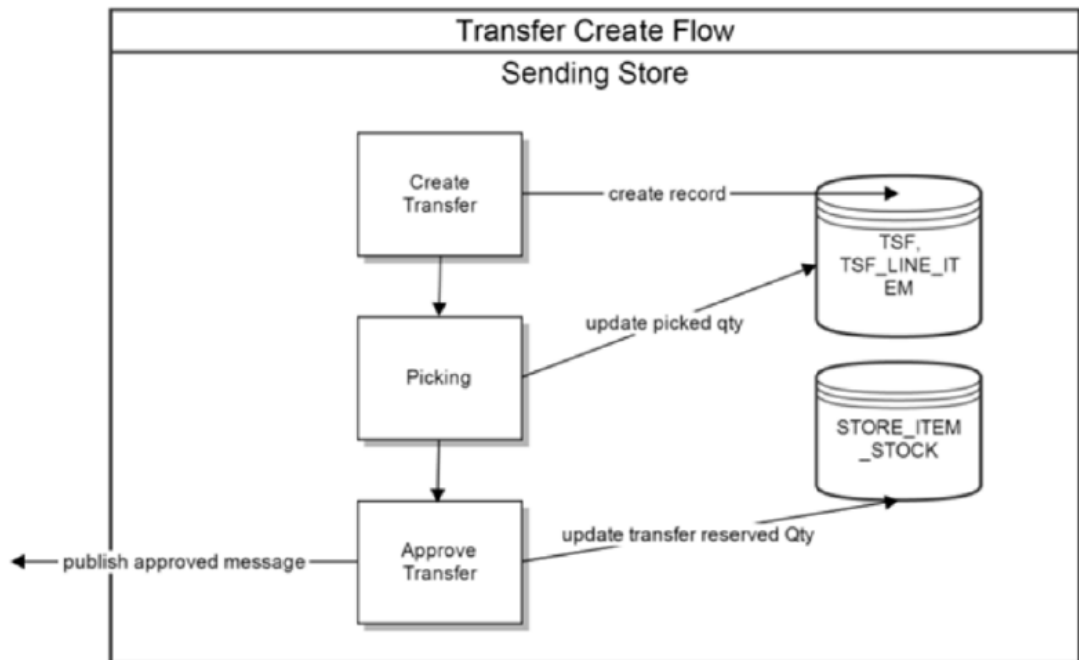 Transfer Create Flow
Sending Store
Create
Transfer
create record
TSF,
TSF_LINE_IT
EM
update picked qty
Picking
STORE_ITEM
_STOCK
update transfer reserved Qty
Approve
Transfer
publish approved message